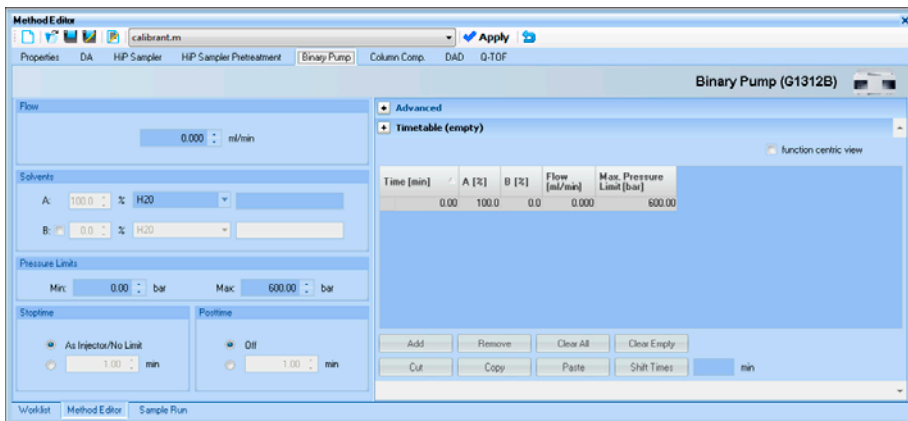 Method Editor
calibrant.m
Apply
Properties DA HiP Sampler HiP Sampler Pretreatment Binary Pump Column Comp. DAD Q-TOF
Binary Pump (G1312B)
Flow
0.000 ml/min
Solvents
A: 100.0 % H20
B: 0.0 % H20
Pressure Limits
Min: 0.00 bar Max: 600.00 bar
Stoptime
As Injector/No Limit
1.00 min
Posttime
Off
1.00 min
Advanced
Timetable (empty)
function centric view
Time [min] A [%] B [%] Flow [ml/min] Max. Pressure Limit [bar]
0.00 100.0 0.0 0.000 600.00
Add Remove Clear All Clear Empty
Cut Copy Paste Shift Times min
Worklist Method Editor Sample Run